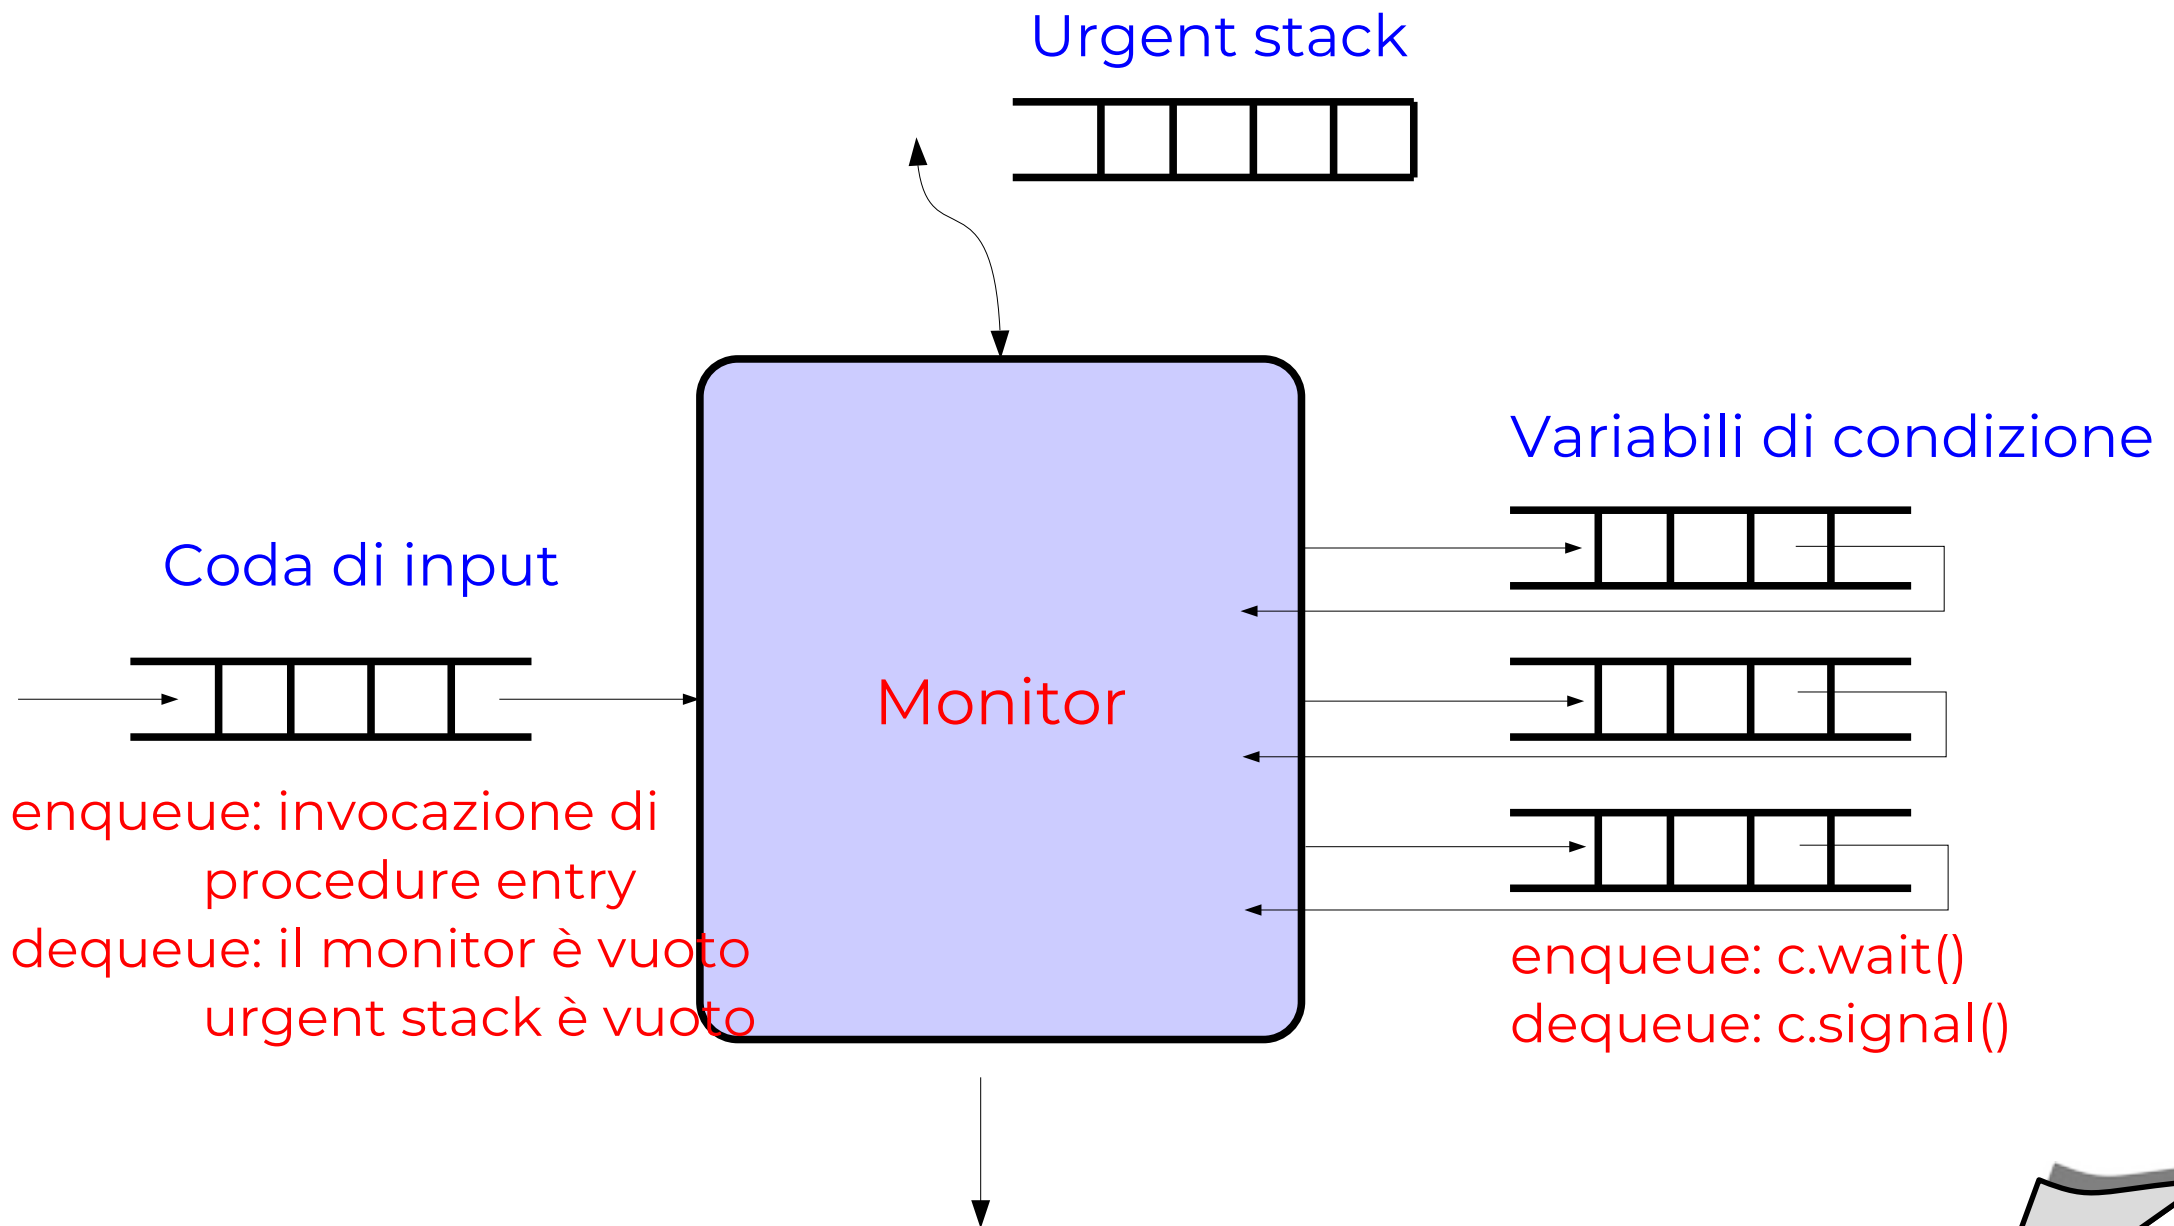 Urgent stack
Variabili di condizione
Coda di input
Monitor
enqueue: invocazione di
procedure entry
dequeue: il monitor è vuoto
urgent stack è vuoto
enqueue: c.wait()
dequeue: c.signal()